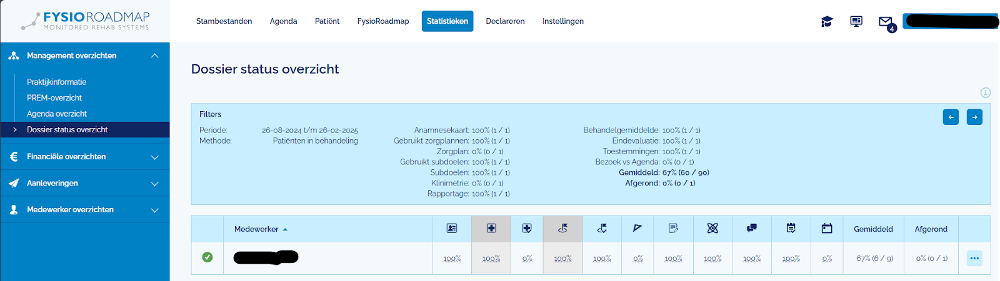 FYSIOROADMAP
MONITORED REHAB SYSTEMS
Stambestanden Agenda Patiënt FysioRoadmap Statistieken Declareren Instellingen
4
Management overzichten
Praktijkinformatie
PREM-overzicht
Agenda overzicht
Dossier status overzicht
Financiële overzichten
Aanleveringen
Medewerker overzichten
Dossier status overzicht
Filters
Periode: 26-08-2024 t/m 26-02-2025
Methode: Patiënten in behandeling
Anamnesekaart: 100% (1 / 1)
Gebruikt zorgplannen: 100% (1 / 1)
Zorgplan: 0% (0 / 1)
Gebruikt subdoelen: 100% (1 / 1)
Subdoelen: 100% (1 / 1)
Klinimetrie: 0% (0 / 1)
Rapportage: 100% (1 / 1)
Behandelgemiddelde: 100% (1 / 1)
Eindevaluatie: 100% (1 / 1)
Toestemmingen: 100% (1 / 1)
Bezoek vs Agenda: 0% (0 / 1)
Gemiddeld: 67% (60 / 90)
Afgerond: 0% (0 / 1)
Medewerker Gemiddeld Afgerond
100% 100% 0% 100% 100% 0% 100% 100% 100% 100% 0% 67% (6 / 9) 0% (0 / 1)